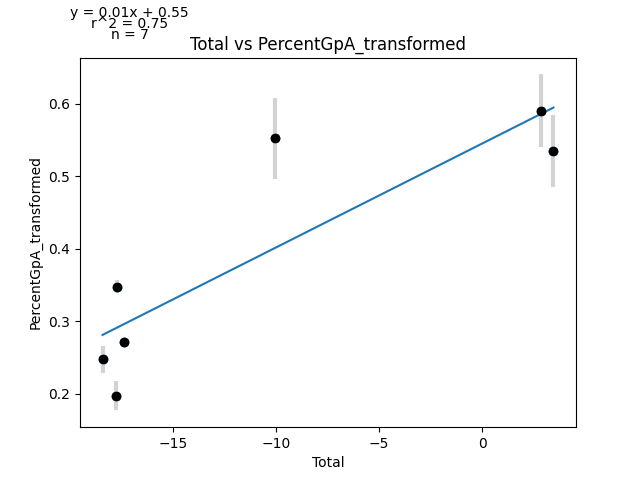 y = 0.01x + 0.55
r^2 = 0.75
n = 7
Total vs PercentGpA_transformed
PercentGpA_transformed
0.6
0.5
0.4
0.3
0.2
−15
−10
−5
0
Total